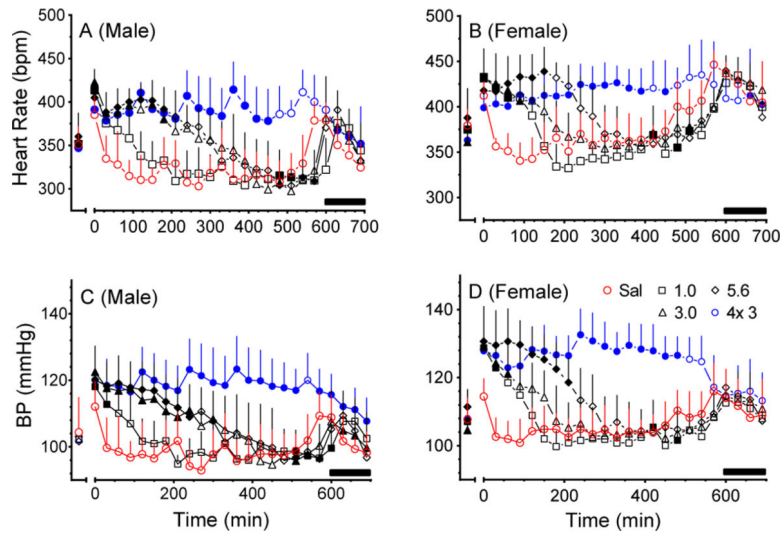 A (Male)
B (Female)
Heart Rate (bpm)
500
450
400
350
300
0 100 200 300 400 500 600 700
500
450
400
350
300
0 100 200 300 400 500 600 700
C (Male)
D (Female)
Sal 1.0 5.6
3.0 4x 3
BP (mmHg)
140
120
100
0 200 400 600
140
120
100
0 200 400 600
Time (min)
Time (min)